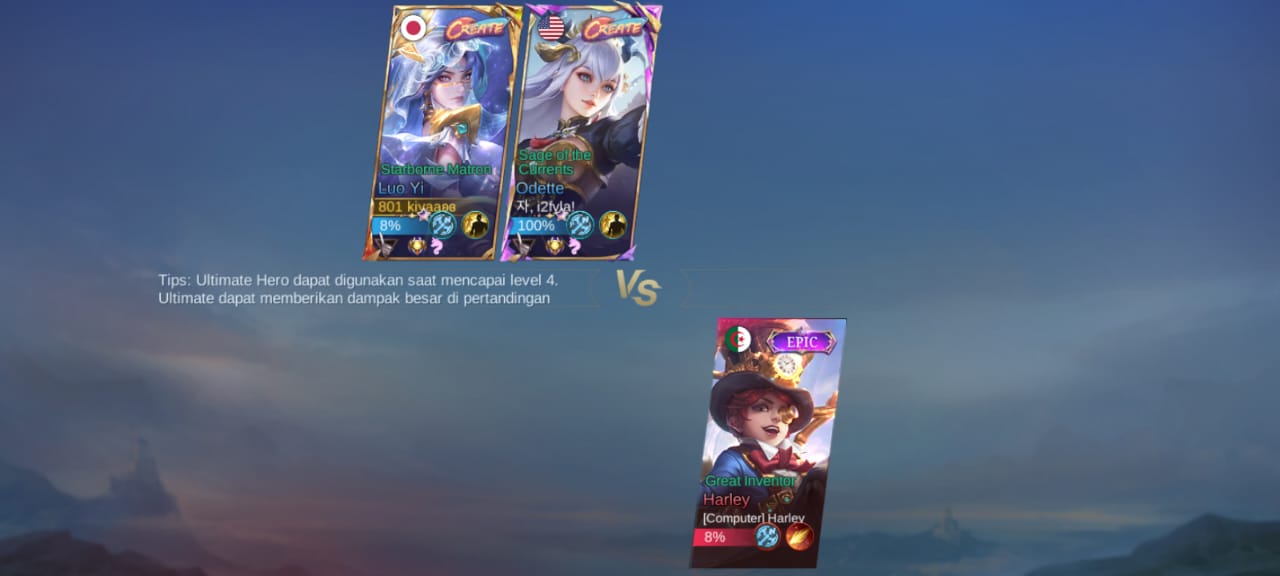 CREATE
Starborne Matron
Luo Yi
801 kiyaaee
8%
CREATE
Sage of the
Currents
Odette
자, i2fyla!
100%
Tips: Ultimate Hero dapat digunakan saat mencapai level 4.
Ultimate dapat memberikan dampak besar di pertandingan
VS
EPIC
Great Inventor
Harley
[Computer] Harley
8%